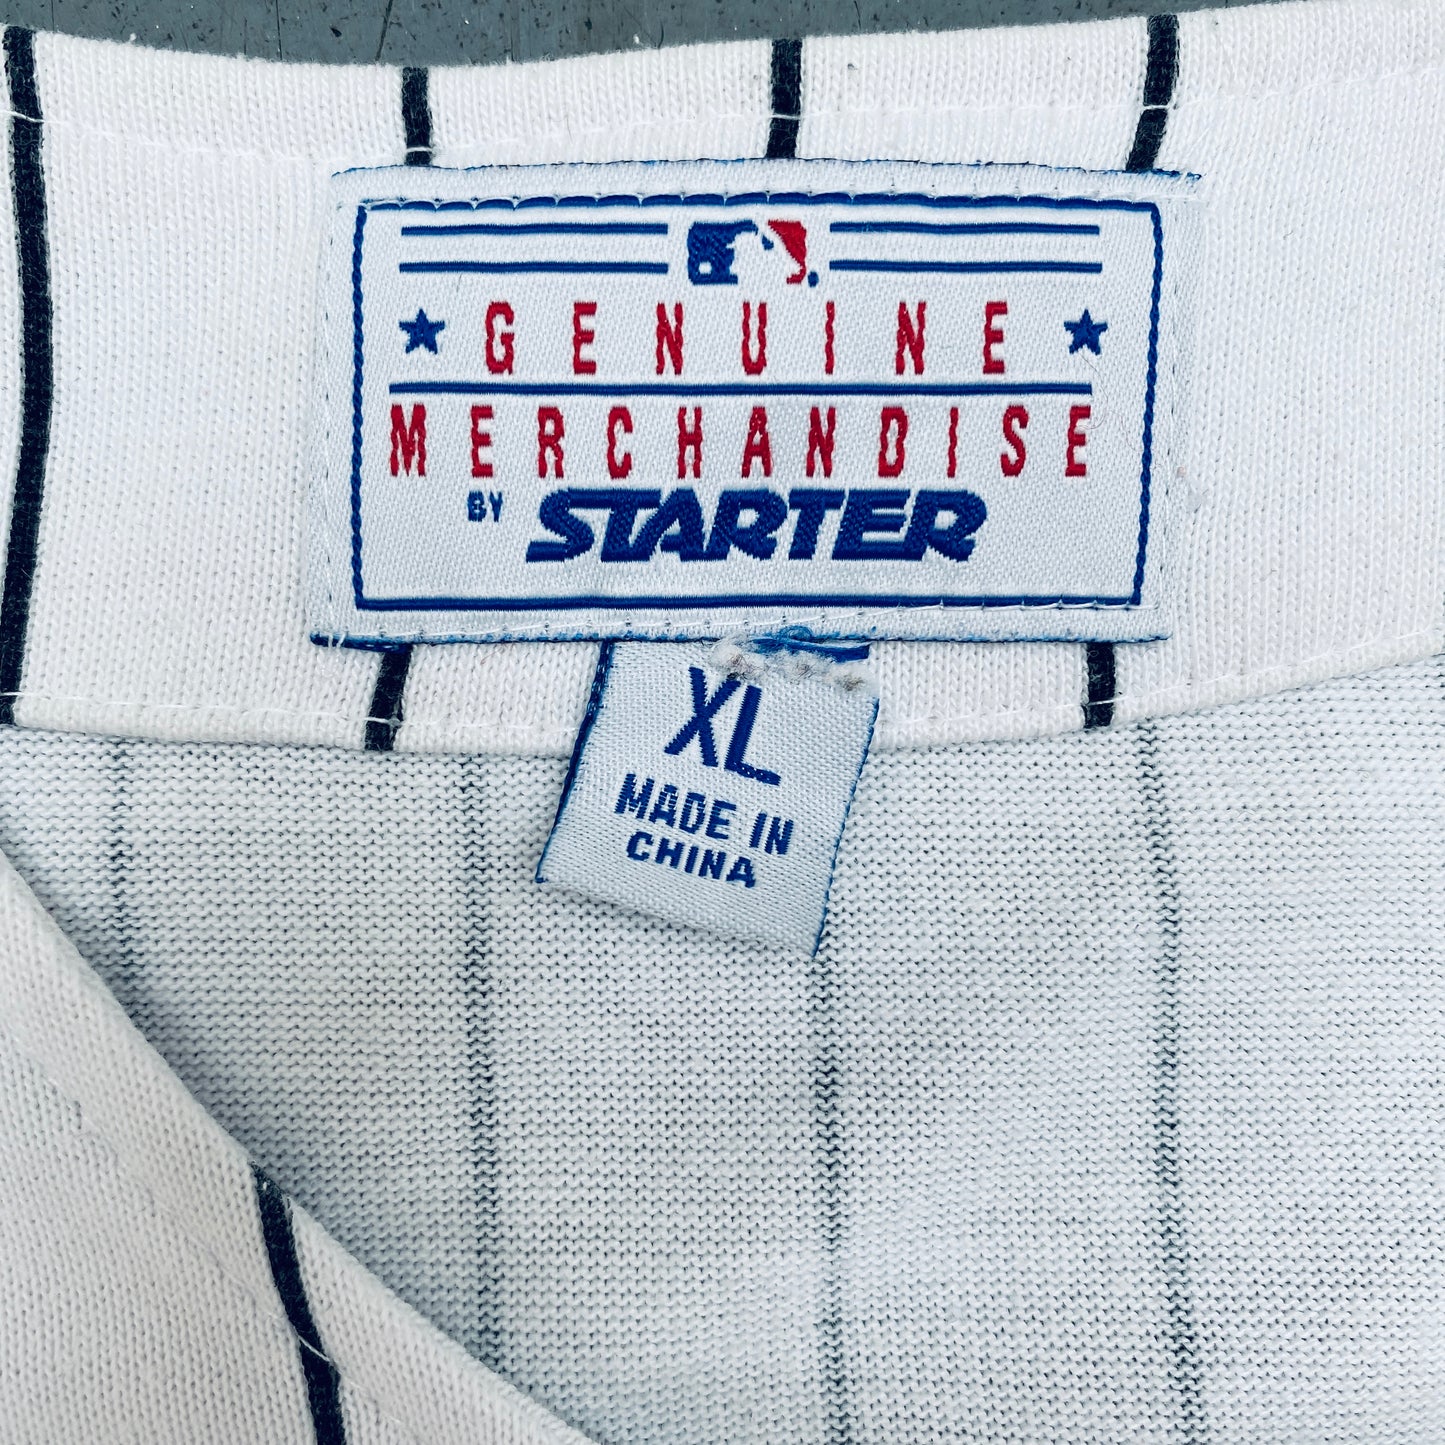 GENUINE
MERCHANDISE
BY STARTER
XL
MADE IN
CHINA